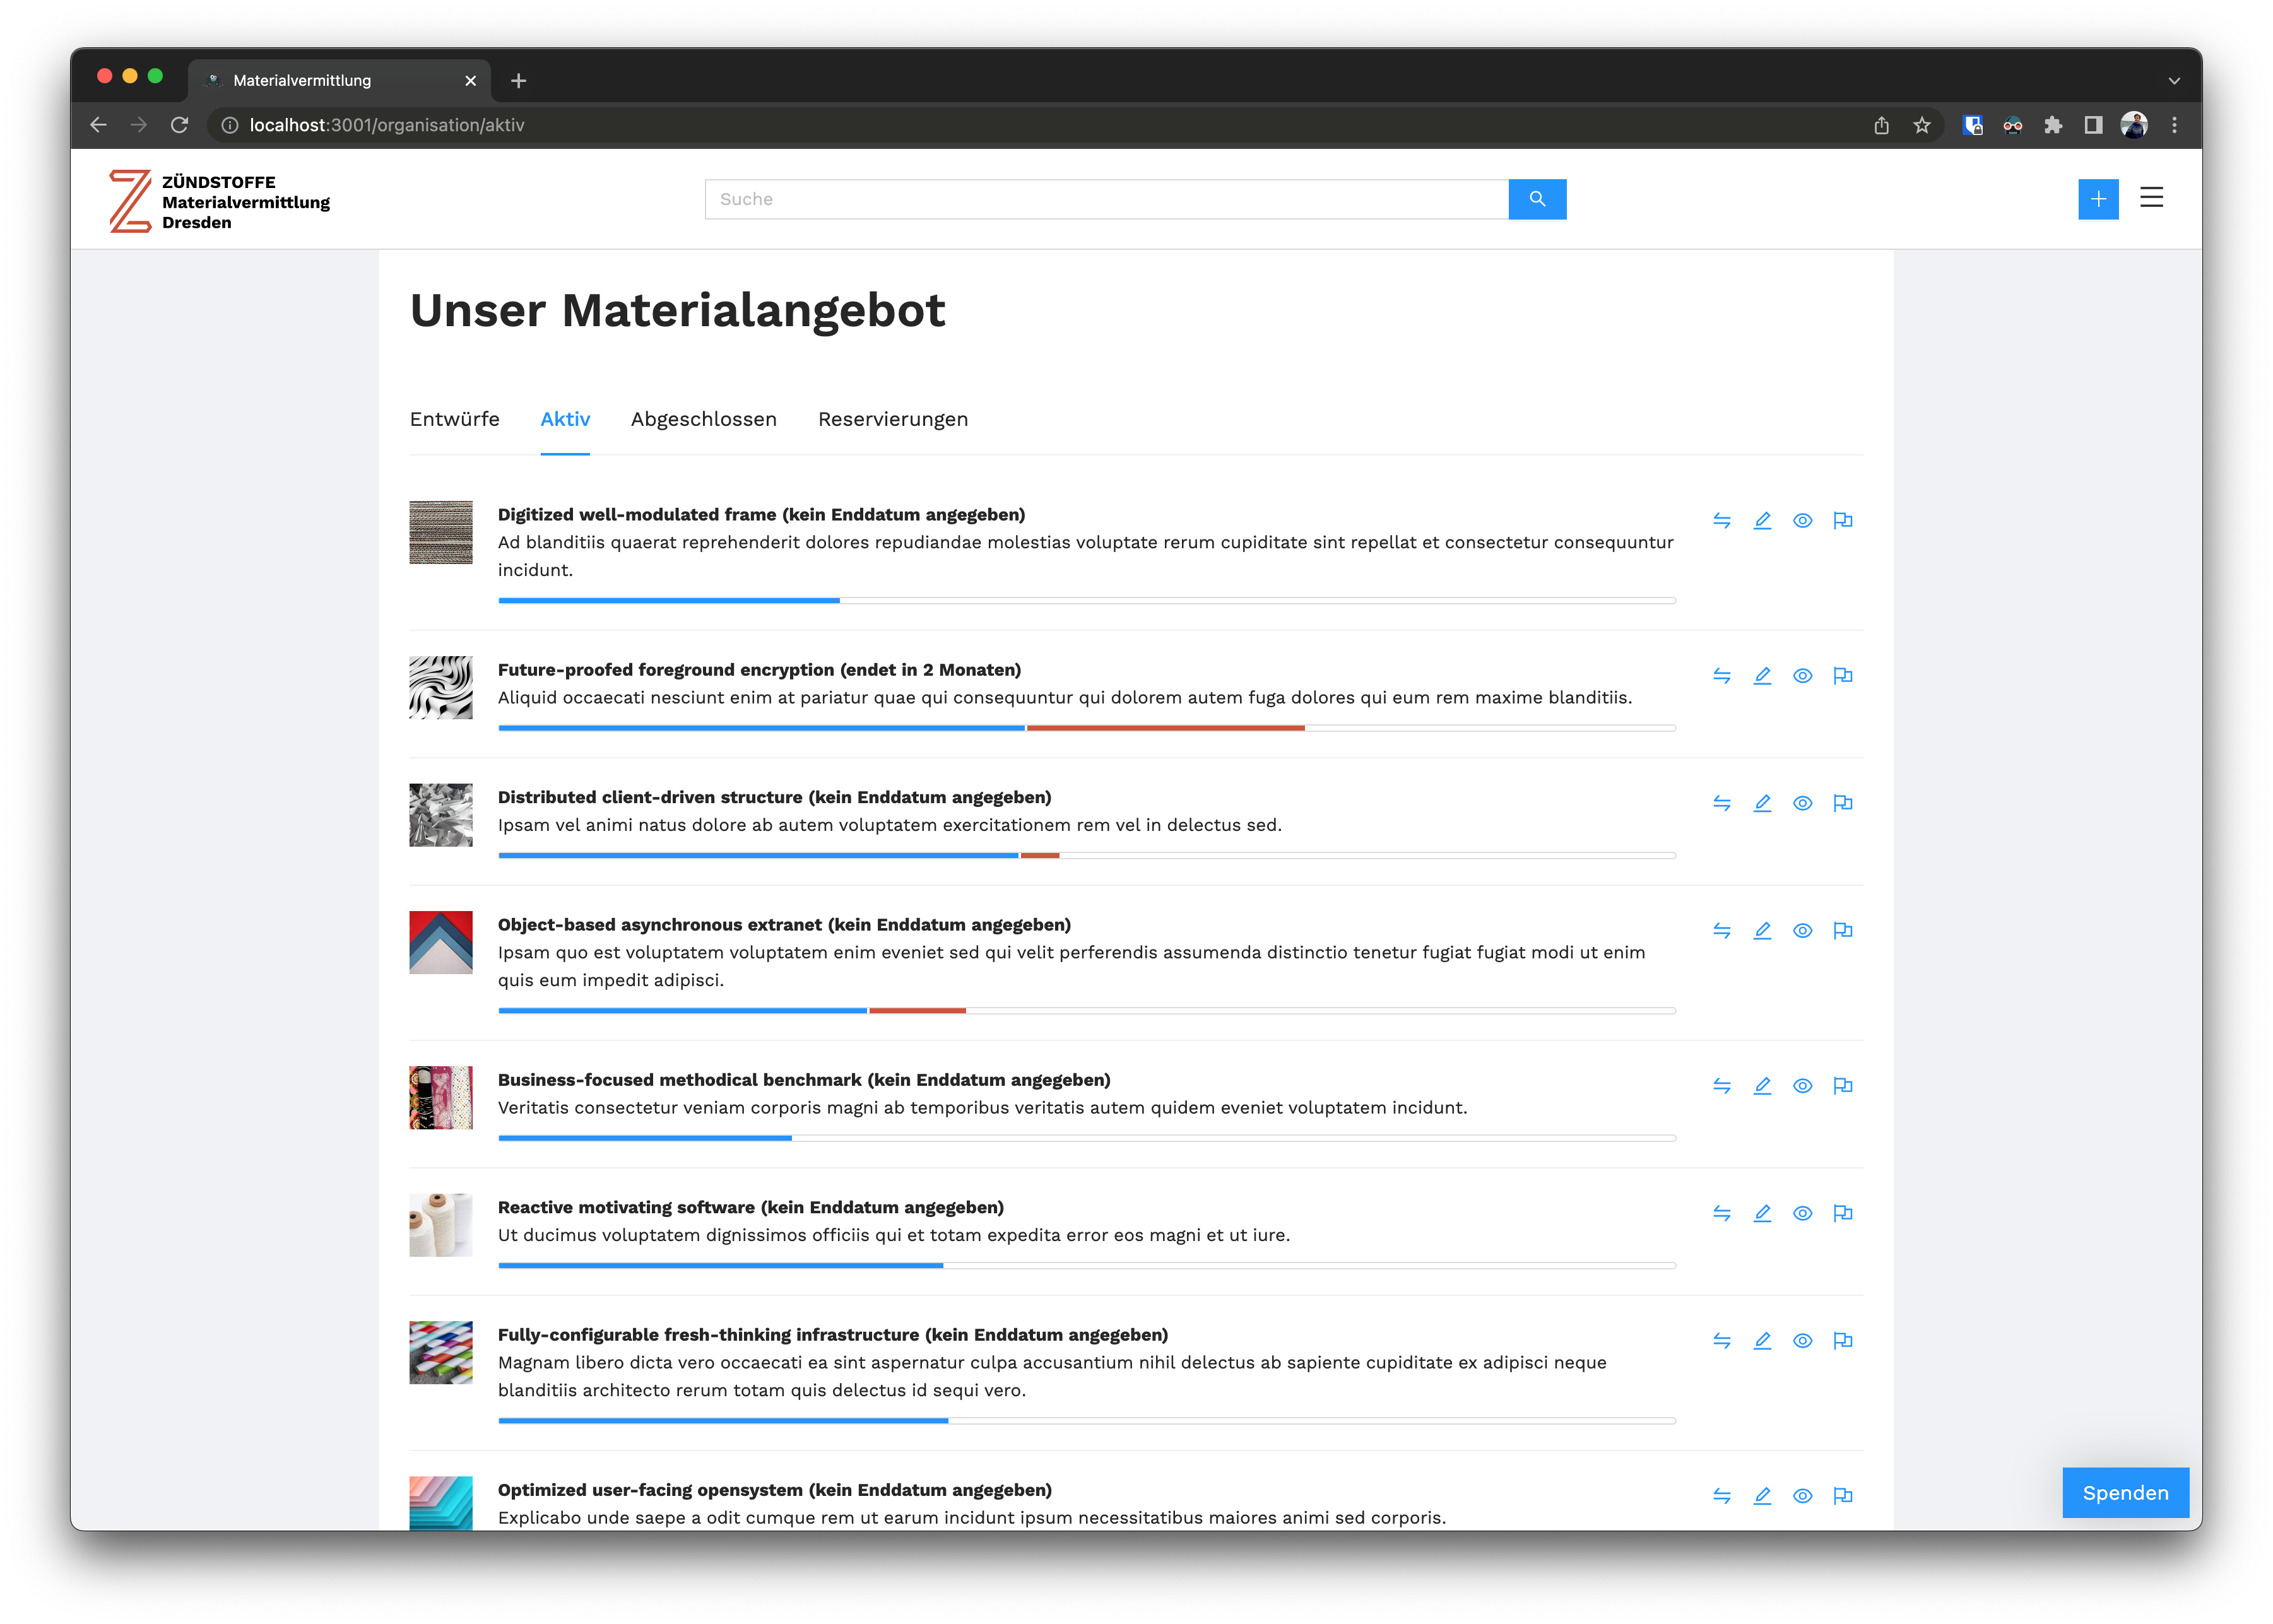 Materialvermittlung
localhost:3001/organisation/aktiv
ZÜNDSTOFFE
Materialvermittlung
Dresden
Suche
Unser Materialangebot
Entwürfe Aktiv Abgeschlossen Reservierungen
Digitized well-modulated frame (kein Enddatum angegeben)
Ad blanditiis quaerat reprehenderit dolores repudiandae molestias voluptate rerum cupiditate sint repellat et consectetur consequuntur
incidunt.
Future-proofed foreground encryption (endet in 2 Monaten)
Aliquid occaecati nesciunt enim at pariatur quae qui consequuntur qui dolorem autem fuga dolores qui eum rem maxime blanditiis.
Distributed client-driven structure (kein Enddatum angegeben)
Ipsam vel animi natus dolore ab autem voluptatem exercitationem rem vel in delectus sed.
Object-based asynchronous extranet (kein Enddatum angegeben)
Ipsam quo est voluptatem voluptatem enim eveniet sed qui velit perferendis assumenda distinctio tenetur fugiat fugiat modi ut enim
quis eum impedit adipisci.
Business-focused methodical benchmark (kein Enddatum angegeben)
Veritatis consectetur veniam corporis magni ab temporibus veritatis autem quidem eveniet voluptatem incidunt.
Reactive motivating software (kein Enddatum angegeben)
Ut ducimus voluptatem dignissimos officiis qui et totam expedita error eos magni et ut iure.
Fully-configurable fresh-thinking infrastructure (kein Enddatum angegeben)
Magnam libero dicta vero occaecati ea sint aspernatur culpa accusantium nihil delectus ab sapiente cupiditate ex adipisci neque
blanditiis architecto rerum totam quis delectus id sequi vero.
Optimized user-facing opensystem (kein Enddatum angegeben)
Explicabo unde saepe a odit cumque rem ut earum incidunt ipsum necessitatibus maiores animi sed corporis.
Spenden